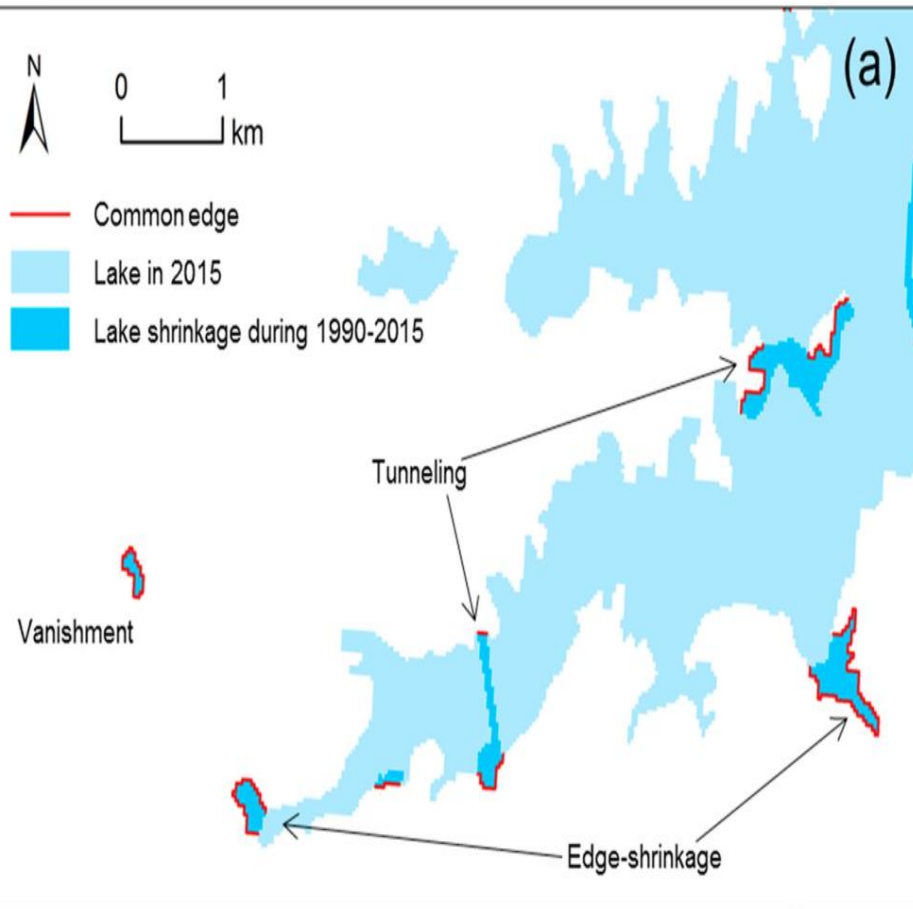 (a)
N
0 1
km
Common edge
Lake in 2015
Lake shrinkage during 1990-2015
Tunneling
Vanishment
Edge-shrinkage